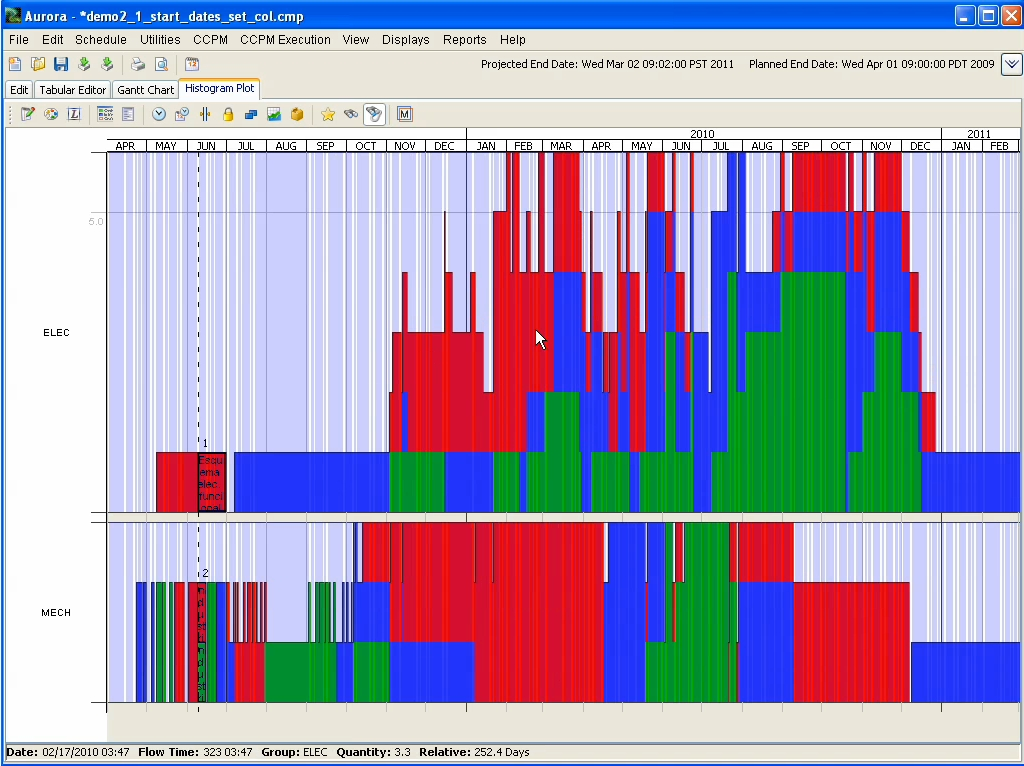 Aurora - *demo2_1_start_dates_set_col.cmp
File Edit Schedule Utilities CCPM CCPM Execution View Displays Reports Help
Projected End Date: Wed Mar 02 09:02:00 PST 2011 Planned End Date: Wed Apr 01 09:00:00 PDT 2009
Edit Tabular Editor Gantt Chart Histogram Plot
M
2010 2011
APR MAY JUN JUL AUG SEP OCT NOV DEC JAN FEB MAR APR MAY JUN JUL AUG SEP OCT NOV DEC JAN FEB
5.0
ELEC
1
Esqu
ema
elec.
funci
2
MECH
Date: 02/17/2010 03:47 Flow Time: 323 03:47 Group: ELEC Quantity: 3.3 Relative: 252.4 Days